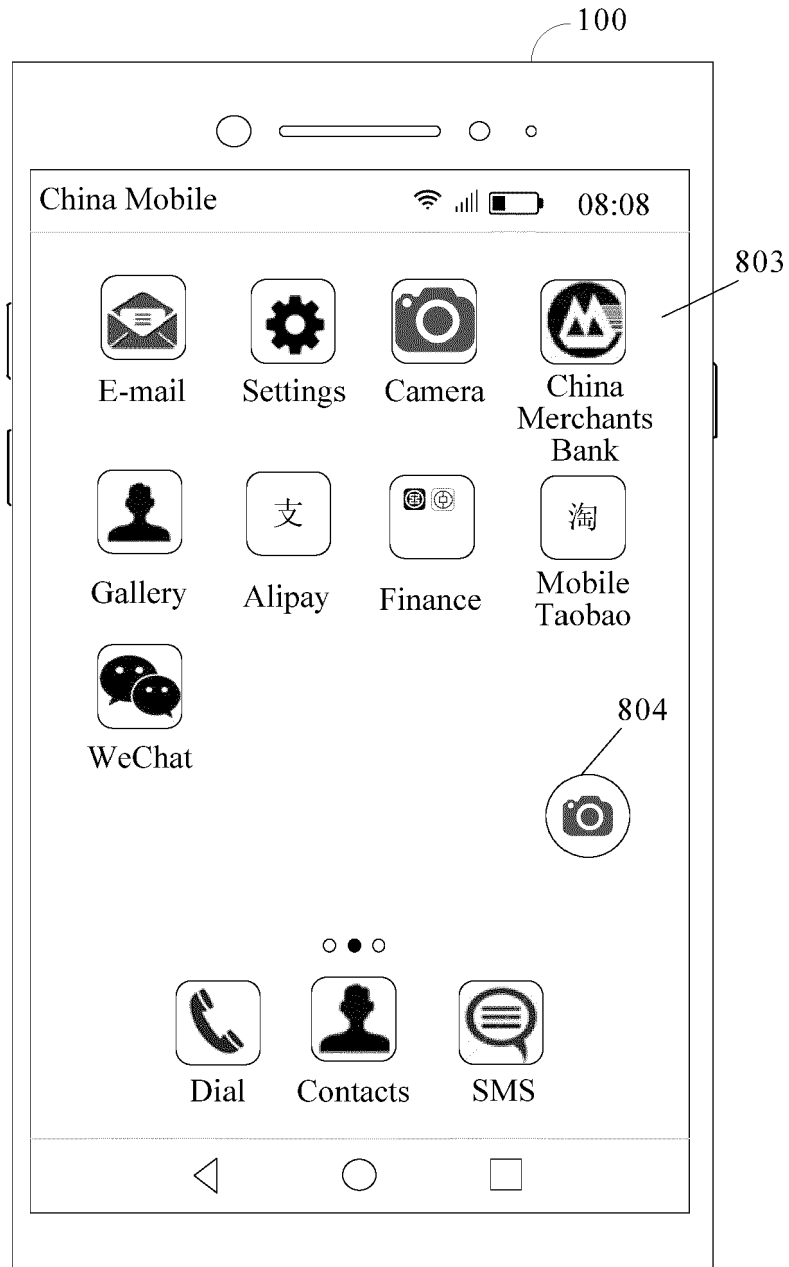 100
China Mobile 08:08
803
E-mail Settings Camera China
Merchants
Bank
支 淘
Gallery Alipay Finance Mobile
Taobao
804
WeChat
Dial Contacts SMS